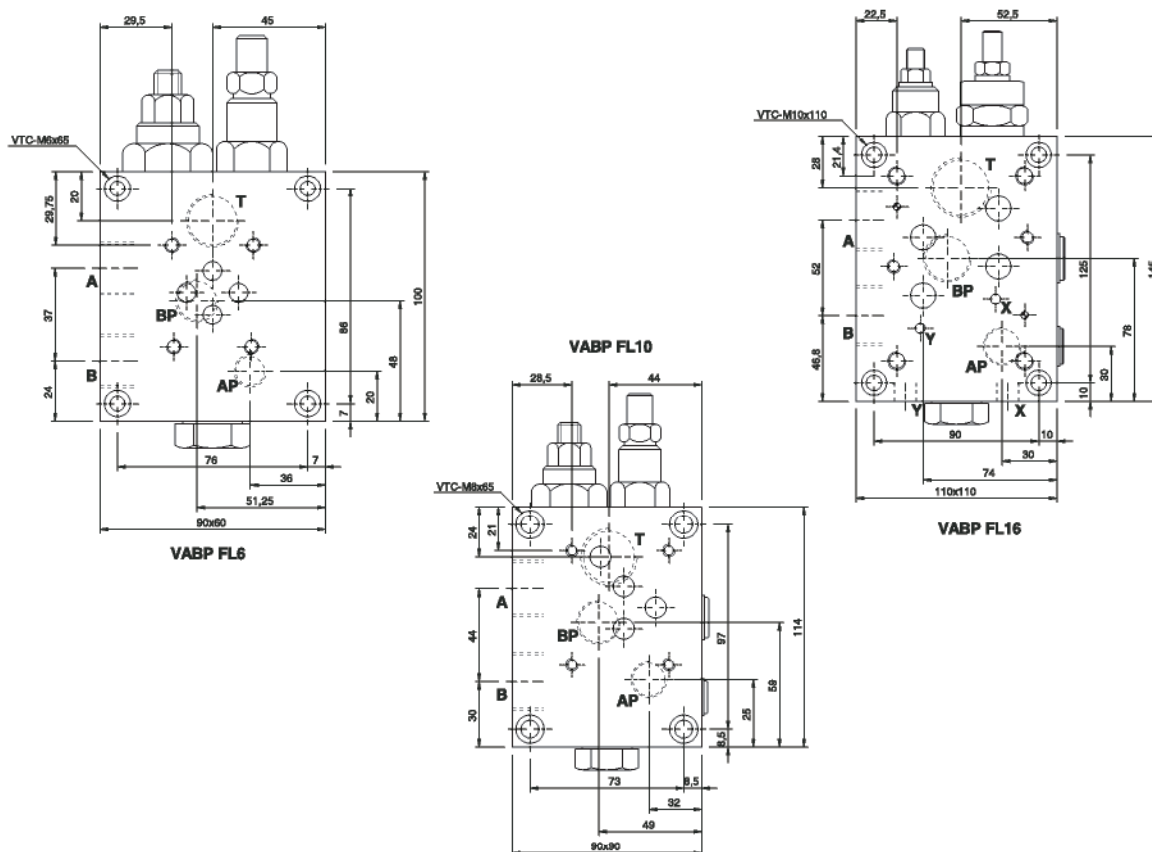 29,5
45
VTC-M6x65
T
29,75
20
A
BP
37
B
AP
24
100
86
48
20
7
76
7
36
51,25
90x60
VABP FL6
VABP FL10
28,5
44
VTC-M8x65
T
24
21
A
BP
44
B
AP
30
114
97
59
25
8,5
73
8,5
32
49
90x90
22,5
52,5
VTC-M10x110
T
28
21,4
A
BP
52
X
B
Y
AP
46,8
145
125
78
30
10
Y
X
90
10
30
74
110x110
VABP FL16